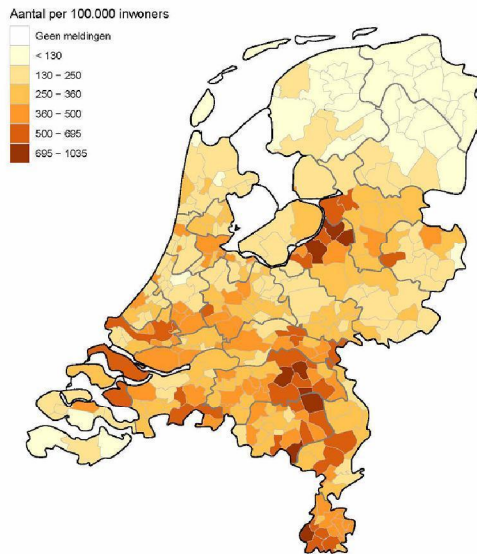 Aantal per 100.000 inwoners
Geen meldingen
< 130
130 – 250
250 – 360
360 – 500
500 – 695
695 – 1035